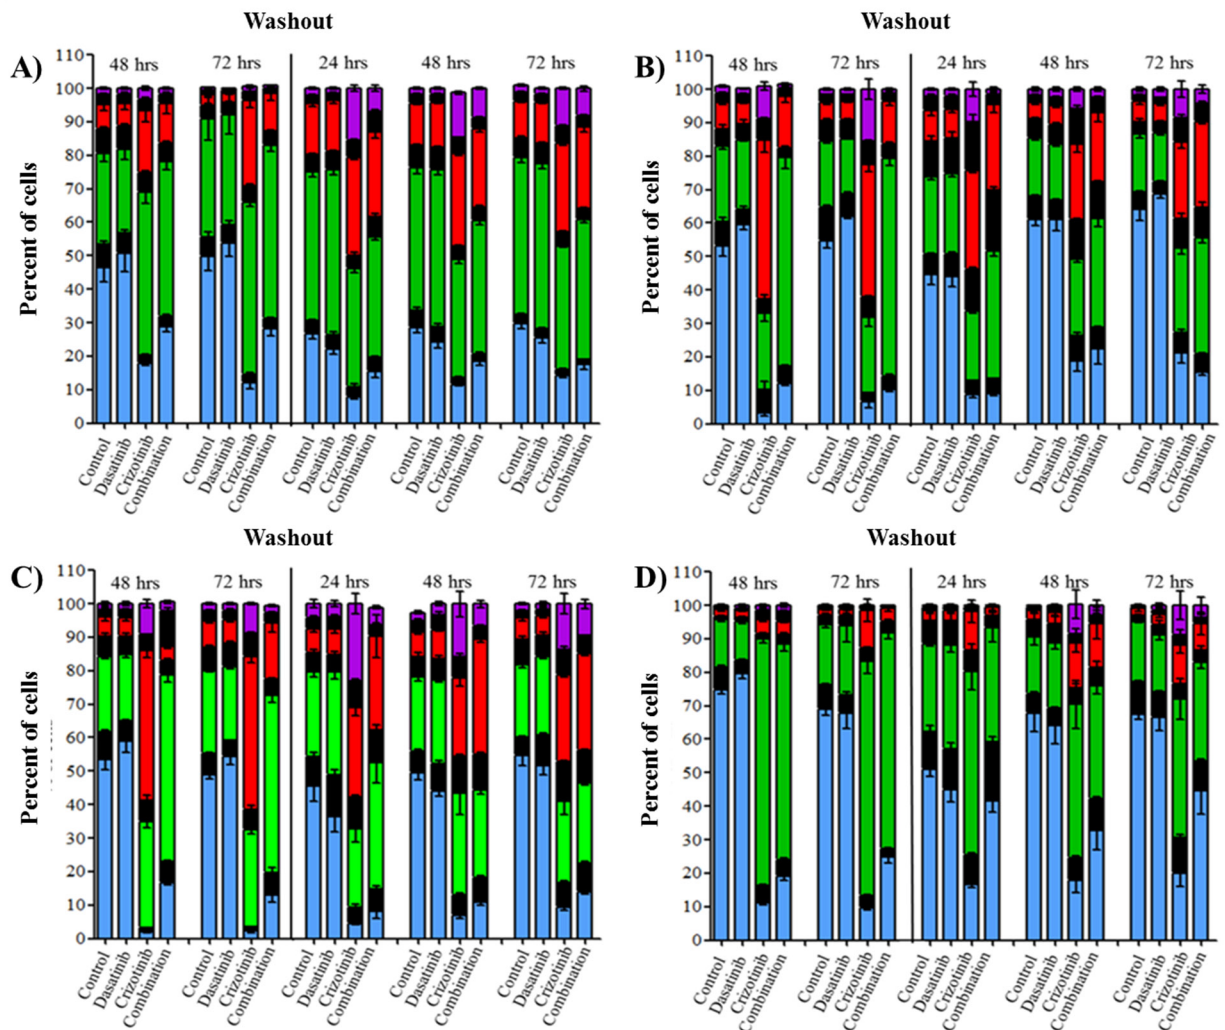 Washout
Washout
A)
B)
48 hrs 72 hrs 24 hrs 48 hrs 72 hrs
48 hrs 72 hrs 24 hrs 48 hrs 72 hrs
Percent of cells
110
100
90
80
70
60
50
40
30
20
10
0
Percent of cells
110
100
90
80
70
60
50
40
30
20
10
0
Control Dasatinib Crizotinib Combination Control Dasatinib Crizotinib Combination Control Dasatinib Crizotinib Combination Control Dasatinib Crizotinib Combination Control Dasatinib Crizotinib Combination
Control Dasatinib Crizotinib Combination Control Dasatinib Crizotinib Combination Control Dasatinib Crizotinib Combination Control Dasatinib Crizotinib Combination Control Dasatinib Crizotinib Combination
Washout
Washout
C)
D)
48 hrs 72 hrs 24 hrs 48 hrs 72 hrs
48 hrs 72 hrs 24 hrs 48 hrs 72 hrs
Percent of cells
110
100
90
80
70
60
50
40
30
20
10
0
Percent of cells
110
100
90
80
70
60
50
40
30
20
10
0
Control Dasatinib Crizotinib Combination Control Dasatinib Crizotinib Combination Control Dasatinib Crizotinib Combination Control Dasatinib Crizotinib Combination Control Dasatinib Crizotinib Combination
Control Dasatinib Crizotinib Combination Control Dasatinib Crizotinib Combination Control Dasatinib Crizotinib Combination Control Dasatinib Crizotinib Combination Control Dasatinib Crizotinib Combination